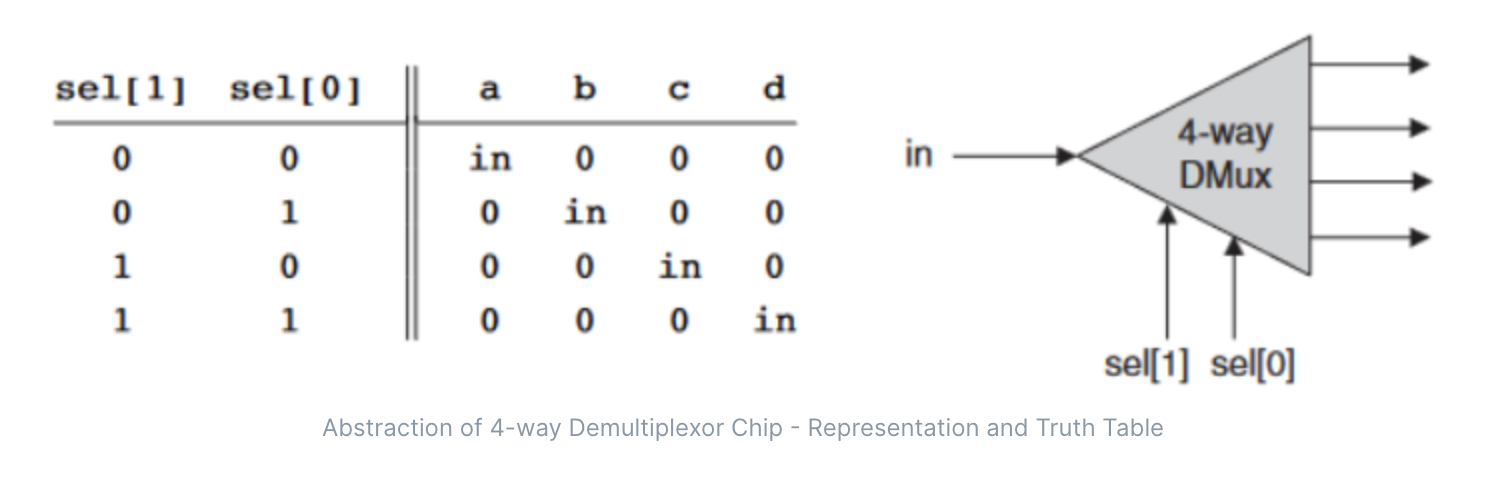 sel[1] sel[0] a b c d
0 0 in 0 0 0
0 1 0 in 0 0
1 0 0 0 in 0
1 1 0 0 0 in
in
4-way
DMux
sel[1] sel[0]
Abstraction of 4-way Demultiplexor Chip - Representation and Truth Table